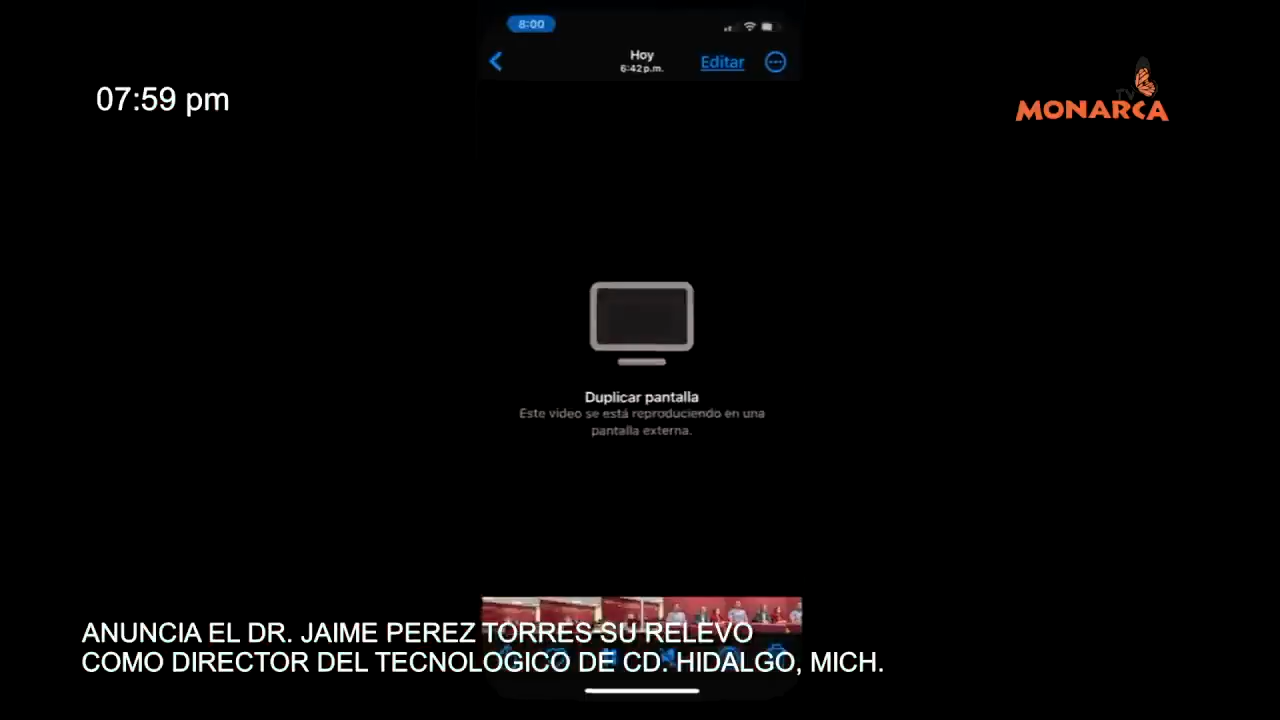 8:00
Hoy
6:42 p.m.
Editar
07:59 pm
TV
MONARCA
Duplicar pantalla
Este video se está reproduciendo en una
pantalla externa.
ANUNCIA EL DR. JAIME PEREZ TORRES SU RELEVO
COMO DIRECTOR DEL TECNOLOGICO DE CD. HIDALGO, MICH.